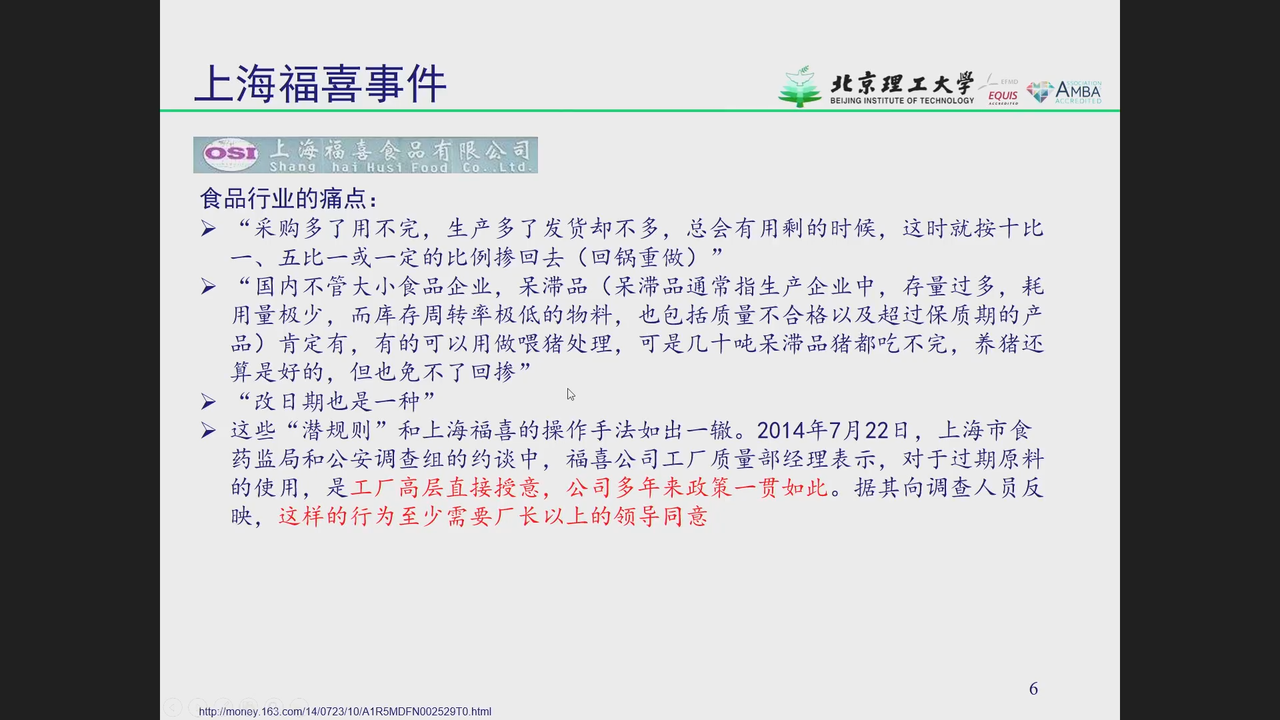 上海福喜事件
北京理工大学
BEIJING INSTITUTE OF TECHNOLOGY
EFMD
EQUIS
ACCREDITED
ASSOCIATION
AMBA
ACCREDITED
OSI 上海福喜食品有限公司
Shang hai Husi Food Co.,Ltd.
食品行业的痛点：
➢ “采购多了用不完，生产多了发货却不多，总会有用剩的时候，这时就按十比
一、五比一或一定的比例掺回去（回锅重做）”
➢ “国内不管大小食品企业，呆滞品（呆滞品通常指生产企业中，存量过多，耗
用量极少，而库存周转率极低的物料，也包括质量不合格以及超过保质期的产
品）肯定有，有的可以用做喂猪处理，可是几十吨呆滞品猪都吃不完，养猪还
算是好的，但也免不了回掺”
➢ “改日期也是一种”
➢ 这些“潜规则”和上海福喜的操作手法如出一辙。2014年7月22日，上海市食
药监局和公安调查组的约谈中，福喜公司工厂质量部经理表示，对于过期原料
的使用，是工厂高层直接授意，公司多年来政策一贯如此。据其向调查人员反
映，这样的行为至少需要厂长以上的领导同意
6
http://money.163.com/14/0723/10/A1R5MDFN002529T0.html